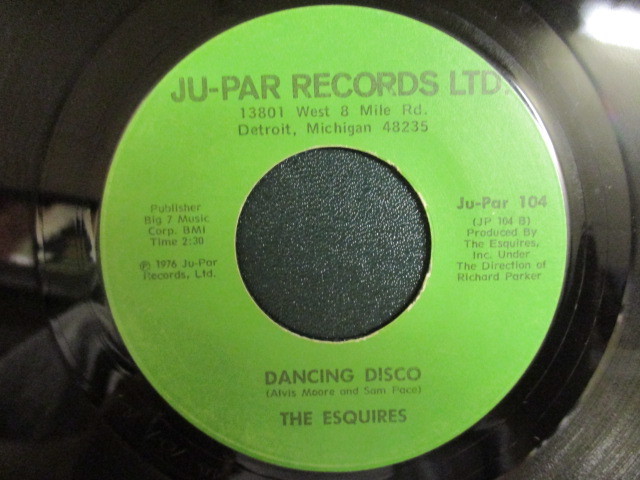 JU-PAR RECORDS LTD.
13801 West 8 Mile Rd.
Detroit, Michigan 48235
Publisher
Big 7 Music
Corp. BMI
Time 2:30
℗ 1976 Ju-Par
Records, Ltd.
Ju-Par 104
(JP 104 B)
Produced By
The Esquires,
Inc. Under
The Direction of
Richard Parker
DANCING DISCO
(Alvis Moore and Sam Pace)
THE ESQUIRES